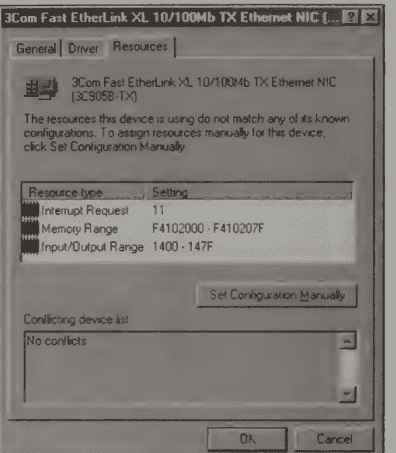 3Com Fast EtherLink XL 10/100Mb TX Ethernet NIC (...
General Driver Resources
3Com Fast EtherLink XL 10/100Mb TX Ethernet NIC
(3C905B-TX)
The resources this device is using do not match any of its known
configurations. To assign resources manually for this device,
click Set Configuration Manually
Resource type Setting
Interrupt Request 11
Memory Range F4102000 - F410207F
Input/Output Range 1400 - 147F
Set Configuration Manually
Conflicting device list
No conflicts
OK Cancel